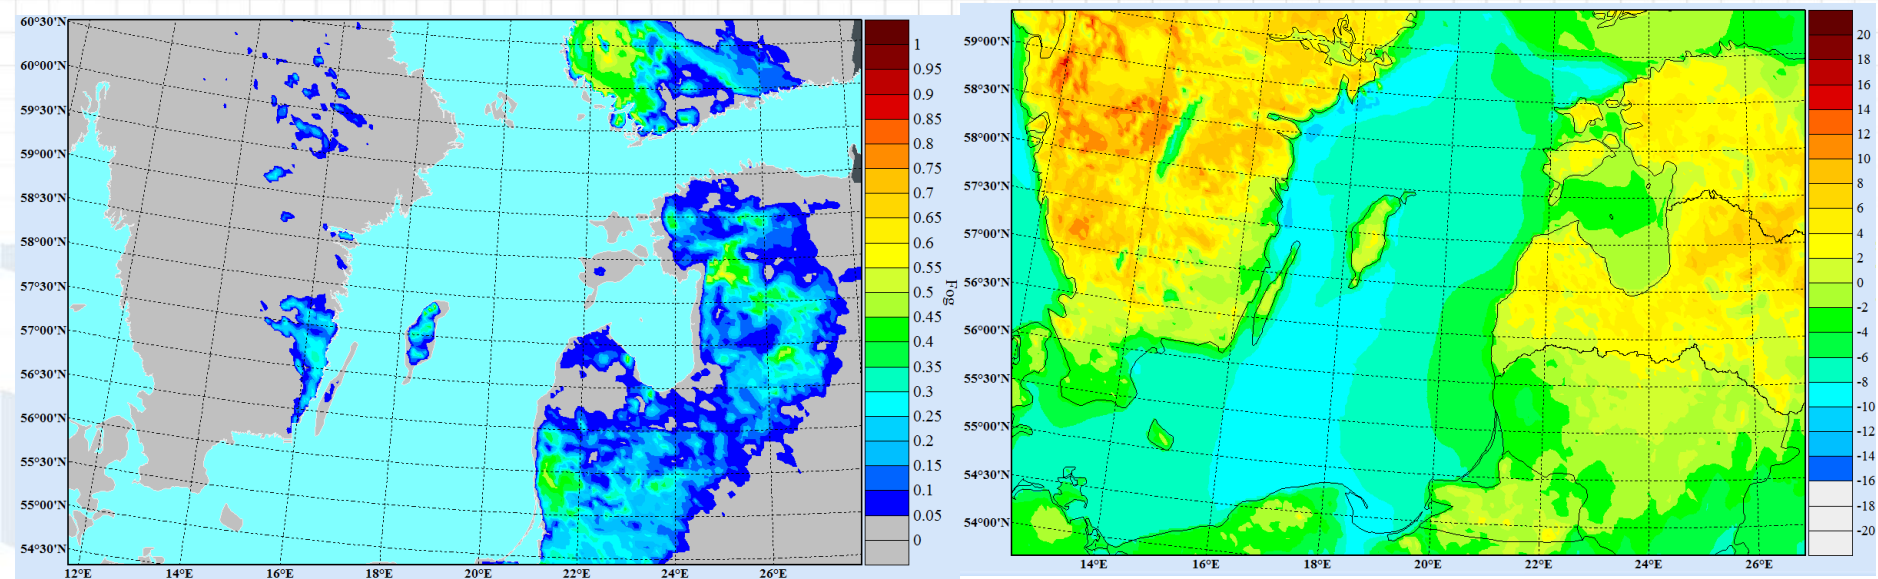 60°30'N
60°00'N
59°30'N
59°00'N
58°30'N
58°00'N
57°30'N
57°00'N
56°30'N
56°00'N
55°30'N
55°00'N
54°30'N
12°E 14°E 16°E 18°E 20°E 22°E 24°E 26°E
1
0.95
0.9
0.85
0.8
0.75
0.7
0.65
0.6
0.55
0.5
0.45
0.4
0.35
0.3
0.25
0.2
0.15
0.1
0.05
0
Fog
59°00'N
58°30'N
58°00'N
57°30'N
57°00'N
56°30'N
56°00'N
55°30'N
55°00'N
54°30'N
54°00'N
14°E 16°E 18°E 20°E 22°E 24°E 26°E
20
18
16
14
12
10
8
6
4
2
0
-2
-4
-6
-8
-10
-12
-14
-16
-18
-20